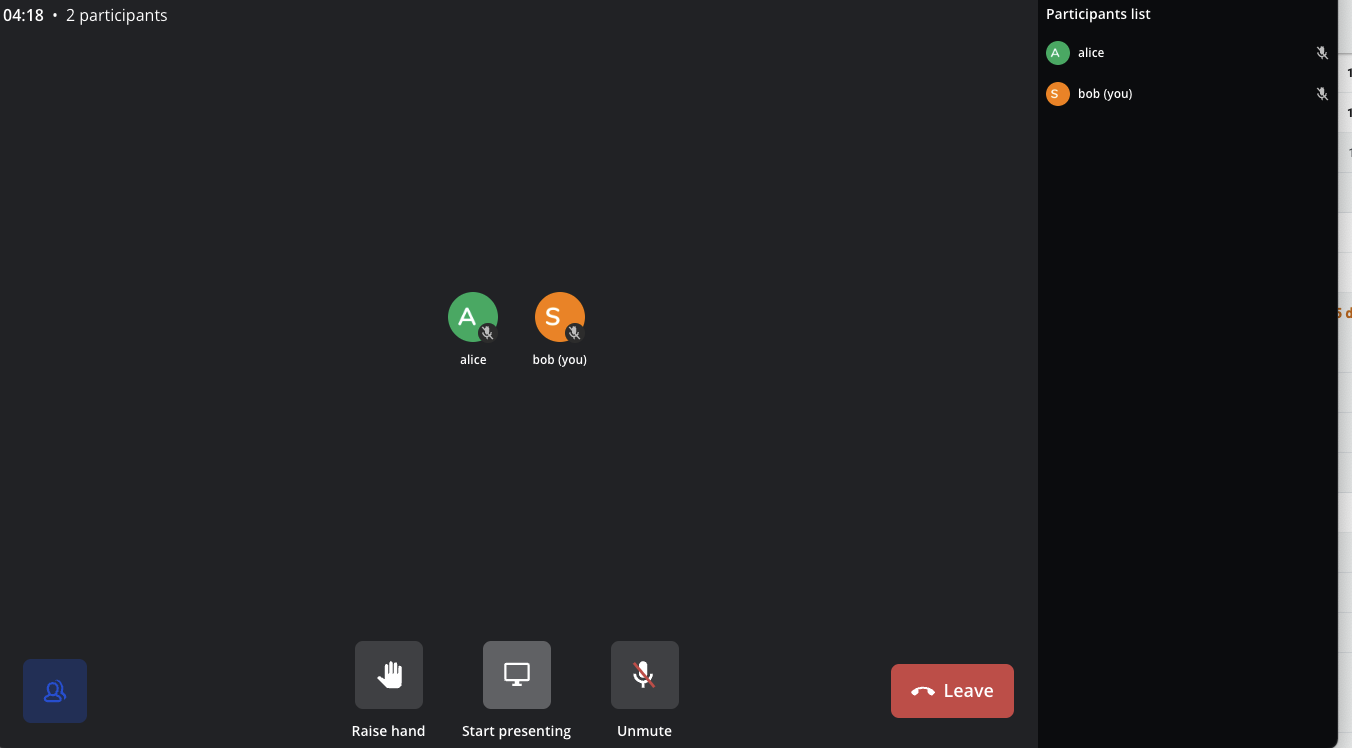 04:18 • 2 participants
A
alice
S
bob (you)
Raise hand
Start presenting
Unmute
Leave
Participants list
A
alice
S
bob (you)